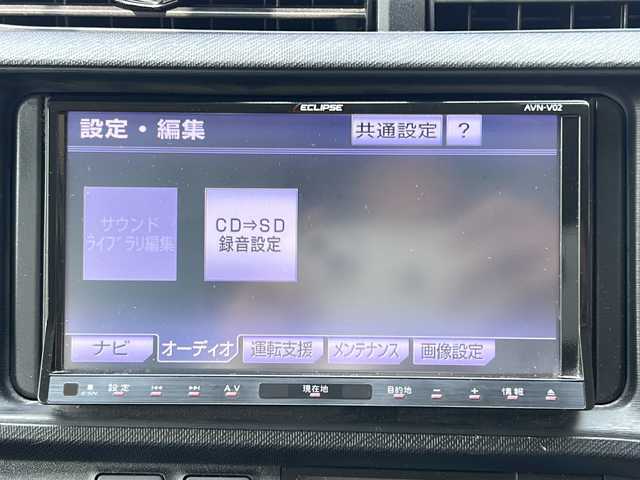 ECLIPSE
AVN-V02
設定・編集
共通設定
?
サウンド
ライブラリ編集
CD⇒SD
録音設定
ナビ
オーディオ
運転支援
メンテナンス
画像設定
設定
A.V
現在地
目的地
−
+
情報